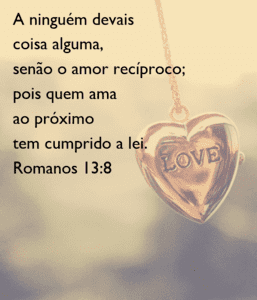 A ninguém devais
coisa alguma,
senão o amor recíproco;
pois quem ama
ao próximo
tem cumprido a lei.
Romanos 13:8
LOVE